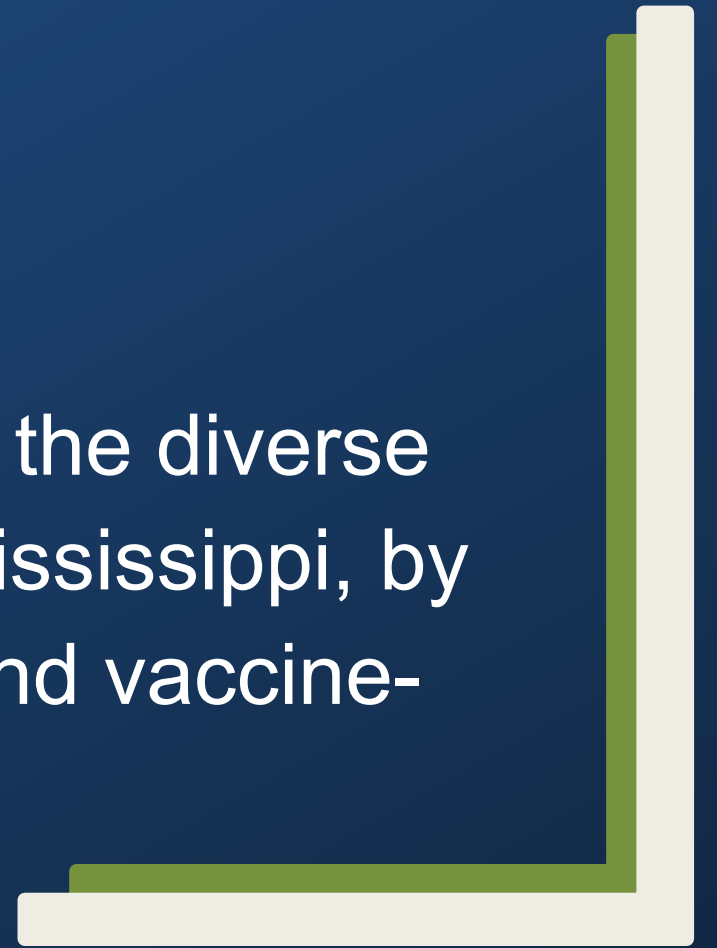 the diverse
ississippi, by
nd vaccine-